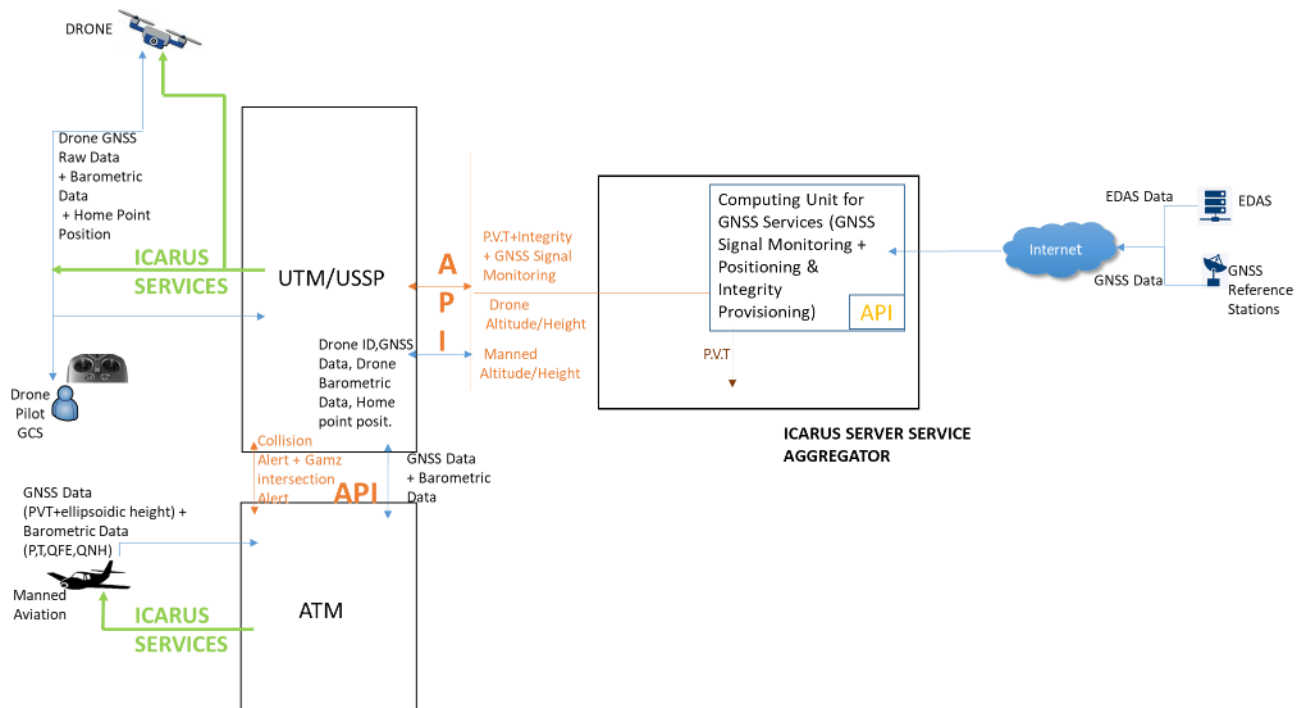 DRONE
Drone GNSS
Raw Data
+ Barometric
Data
+ Home Point
Position
ICARUS
SERVICES
Drone
Pilot
GCS
UTM/USSP
Drone ID,GNSS
Data, Drone
Barometric
Data, Home
point posit.
A
P
I
P.V.T+Integrity
+ GNSS Signal
Monitoring
Drone
Altitude/Height
Manned
Altitude/Height
Computing Unit for
GNSS Services (GNSS
Signal Monitoring +
Positioning &
Integrity
Provisioning)
API
P.V.T
ICARUS SERVER SERVICE
AGGREGATOR
Internet
EDAS Data
EDAS
GNSS Data
GNSS
Reference
Stations
Collision
Alert + Gamz
intersection
Alert
API
GNSS Data
+ Barometric
Data
GNSS Data
(PVT+ellipsoidic height) +
Barometric Data
(P,T,QFE,QNH)
Manned
Aviation
ICARUS
SERVICES
ATM